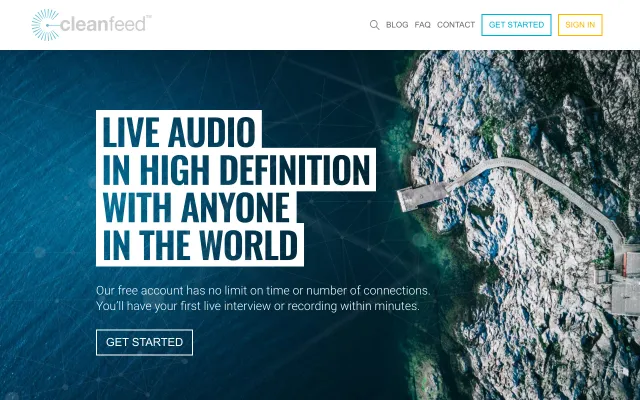 cleanfeed™
BLOG FAQ CONTACT GET STARTED SIGN IN
LIVE AUDIO
IN HIGH DEFINITION
WITH ANYONE
IN THE WORLD
Our free account has no limit on time or number of connections.
You'll have your first live interview or recording within minutes.
GET STARTED